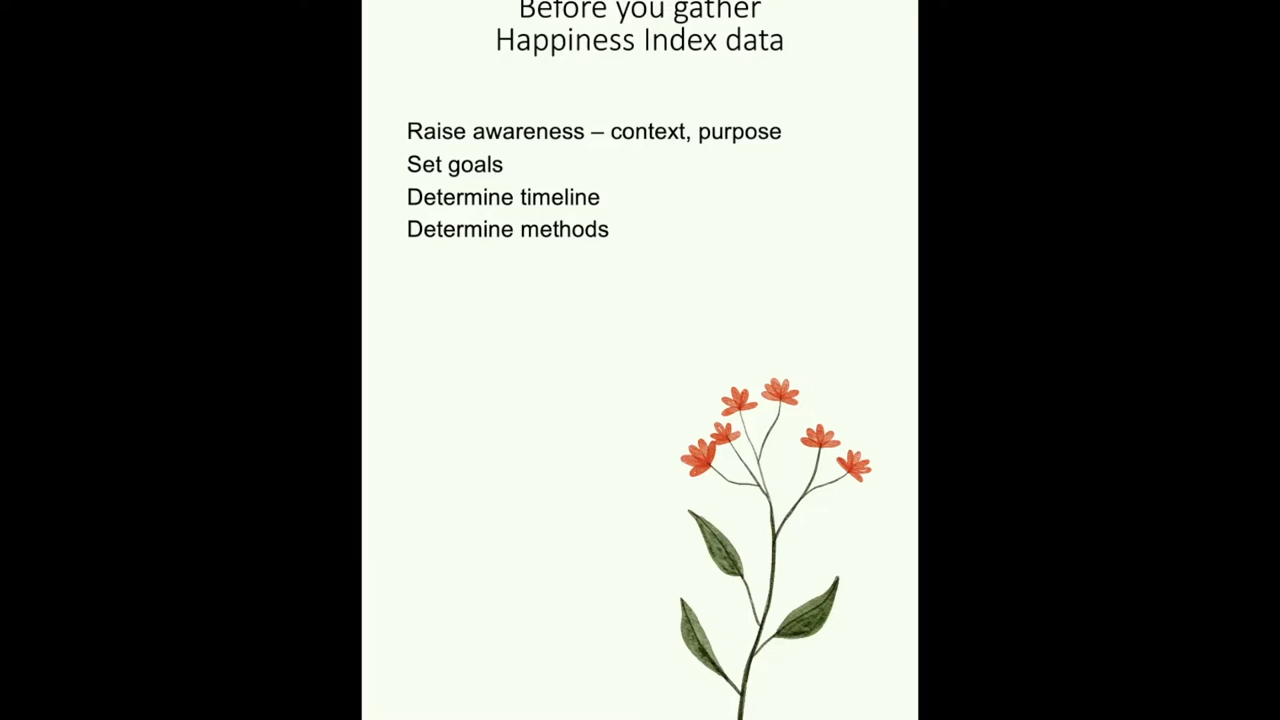 Before you gather
Happiness Index data
Raise awareness – context, purpose
Set goals
Determine timeline
Determine methods